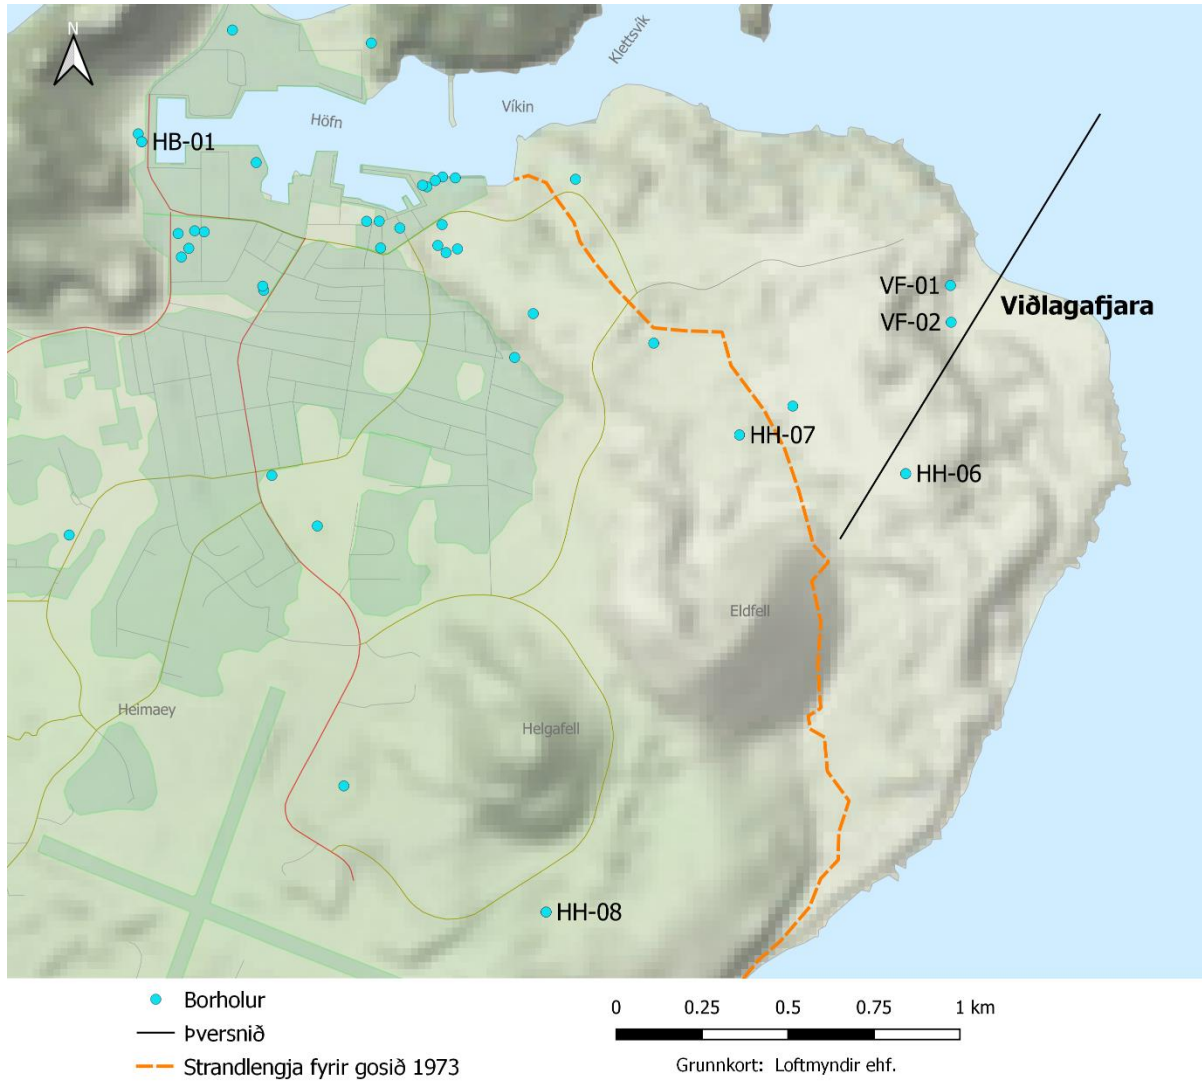 N
Klettsvík
Víkin
Höfn
HB-01
VF-01
VF-02
Viðlagafjara
HH-07
HH-06
Eldfell
Heimaey
Helgafell
HH-08
Borholur
Þversnið
Strandlengja fyrir gosið 1973
0 0.25 0.5 0.75 1 km
Grunnkort: Loftmyndir ehf.